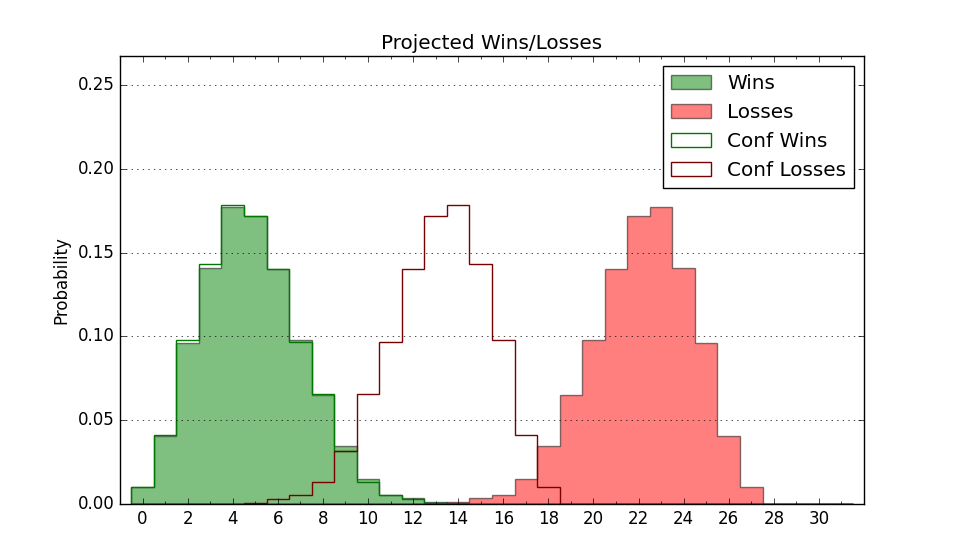 Projected Wins/Losses
Wins
Losses
Conf Wins
Conf Losses
Probability
0.25
0.20
0.15
0.10
0.05
0.00
0 2 4 6 8 10 12 14 16 18 20 22 24 26 28 30